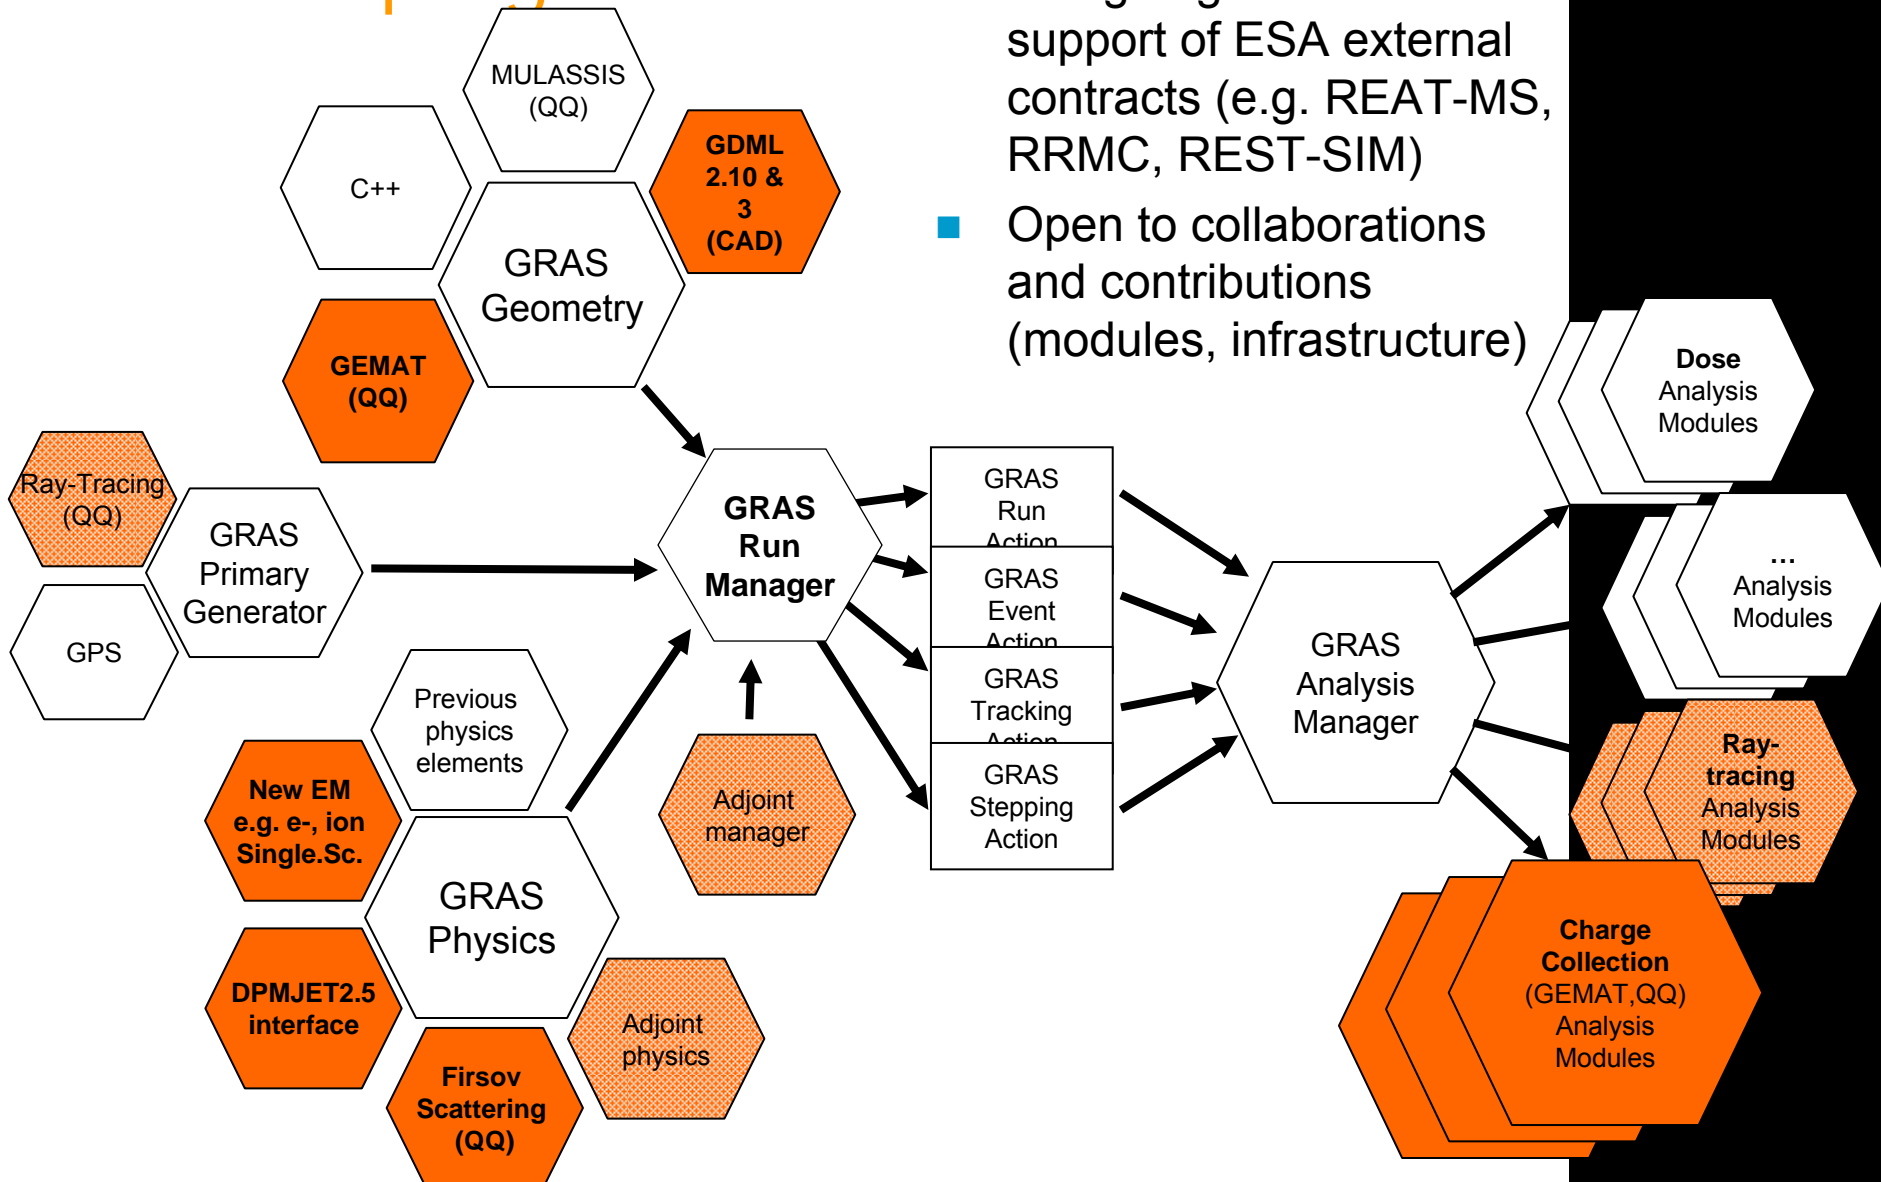 support of ESA external
contracts (e.g. REAT-MS,
RRMC, REST-SIM)
Open to collaborations
and contributions
(modules, infrastructure)
MULASSIS
(QQ)
C++
GDML
2.10 &
3
(CAD)
GRAS
Geometry
GEMAT
(QQ)
Ray-Tracing
(QQ)
GRAS
Primary
Generator
GPS
GRAS
Run
Manager
Previous
physics
elements
New EM
e.g. e-, ion
Single.Sc.
GRAS
Physics
DPMJET2.5
interface
Firsov
Scattering
(QQ)
Adjoint
physics
Adjoint
manager
GRAS
Run
Action
GRAS
Event
Action
GRAS
Tracking
Action
GRAS
Stepping
Action
GRAS
Analysis
Manager
Dose
Analysis
Modules
...
Analysis
Modules
Ray-
tracing
Analysis
Modules
Charge
Collection
(GEMAT,QQ)
Analysis
Modules